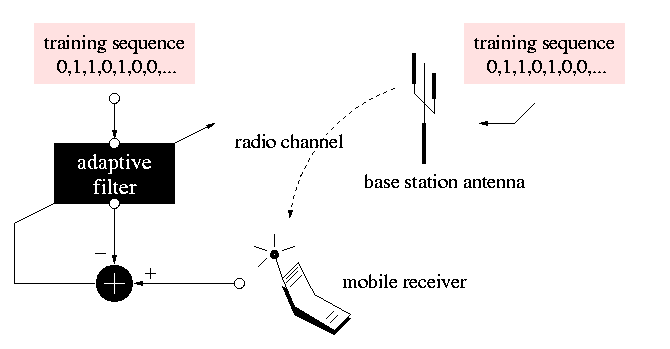 training sequence
0,1,1,0,1,0,0,...
training sequence
0,1,1,0,1,0,0,...
radio channel
adaptive
filter
base station antenna
−
+
+
mobile receiver